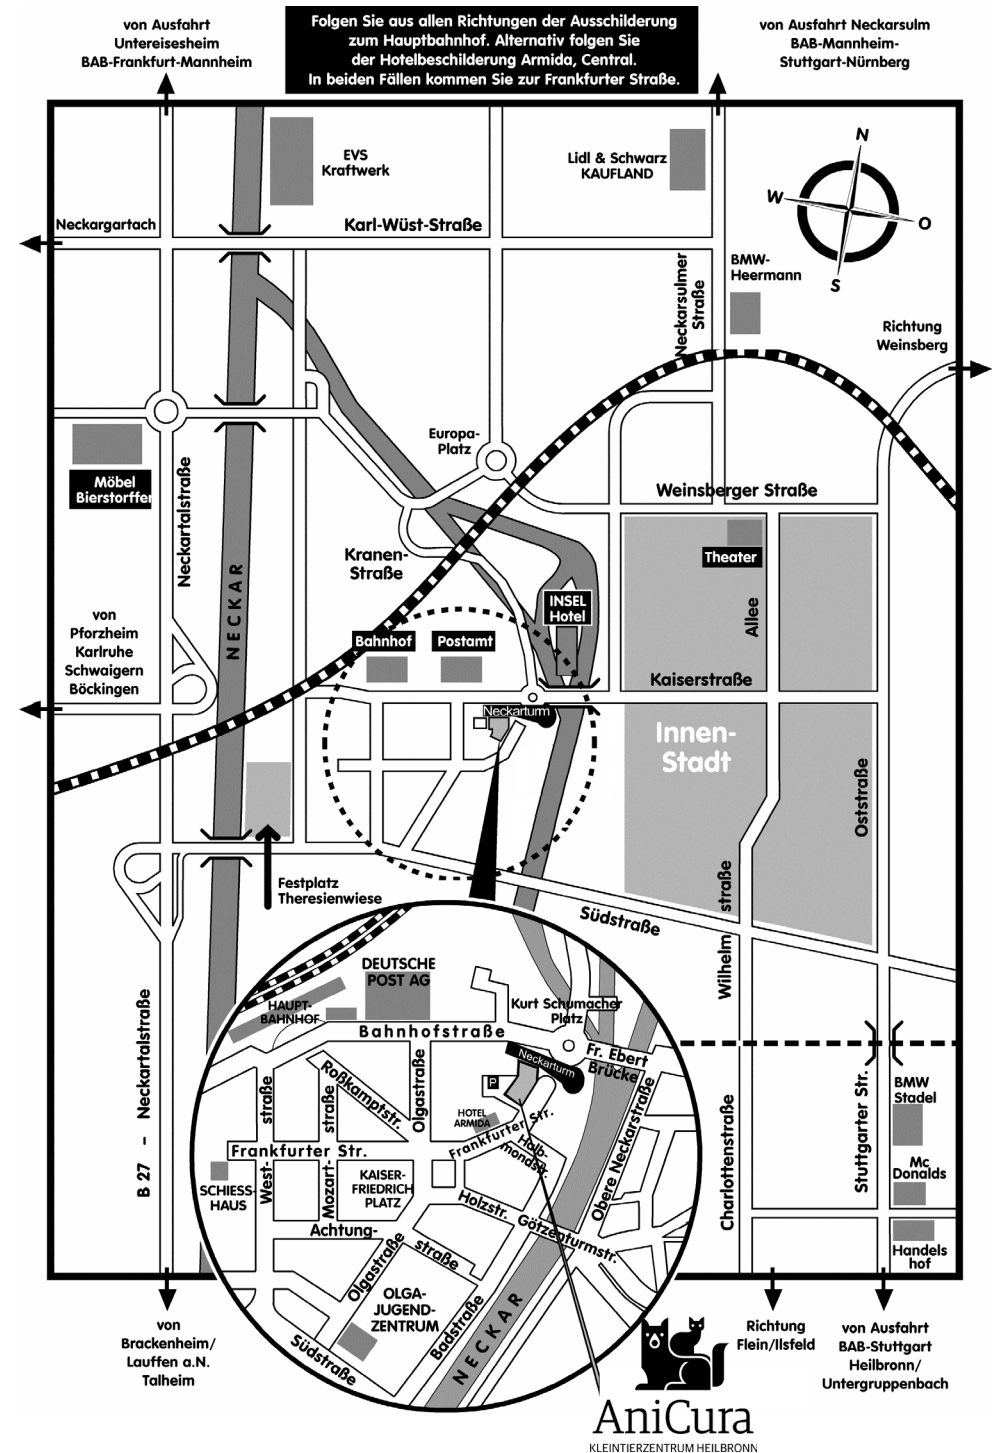 von Ausfahrt
Untereisesheim
BAB-Frankfurt-Mannheim
Folgen Sie aus allen Richtungen der Ausschilderung
zum Hauptbahnhof. Alternativ folgen Sie
der Hotelbeschilderung Armida, Central.
In beiden Fällen kommen Sie zur Frankfurter Straße.
von Ausfahrt Neckarsulm
BAB-Mannheim-
Stuttgart-Nürnberg
EVS
Kraftwerk
Lidl & Schwarz
KAUFLAND
N
W
O
S
Neckargartach
Karl-Wüst-Straße
Neckarsulmer
Straße
BMW-
Heermann
Richtung
Weinsberg
Europa-
Platz
Möbel
Bierstorffer
Neckartalstraße
Weinsberger Straße
Theater
Kranen-
Straße
NECKAR
INSEL
Hotel
Allee
von
Pforzheim
Karlruhe
Schwaigern
Böckingen
Bahnhof
Postamt
Kaiserstraße
Neckarturm
Innen-
Stadt
Oststraße
Festplatz
Theresienwiese
Südstraße
Wilhelm straße
B 27 - Neckartalstraße
DEUTSCHE
POST AG
HAUPT-
BAHNHOF
Kurt Schumacher
Platz
Bahnhofstraße
Fr. Ebert
Brücke
Neckarturm
P
Roßkamptstr.
Olgastraße
HOTEL
ARMIDA
Frankfurter Str.
Halb-
mondstr.
Obere Neckarstraße
West-
straße
Mozart-
straße
Frankfurter Str.
SCHIESS-
HAUS
KAISER-
FRIEDRICH
PLATZ
Holzstr.
Götzenturmstr.
Achtung-
straße
Olgastraße
OLGA-
JUGEND-
ZENTRUM
Badstraße
NECKAR
Südstraße
Charlottenstraße
Stuttgarter Str.
BMW
Stadel
Mc
Donalds
Handels
hof
von
Brackenheim/
Lauffen a.N.
Talheim
Richtung
Flein/Ilsfeld
von Ausfahrt
BAB-Stuttgart
Heilbronn/
Untergruppenbach
AniCura
KLEINTIERZENTRUM HEILBRONN